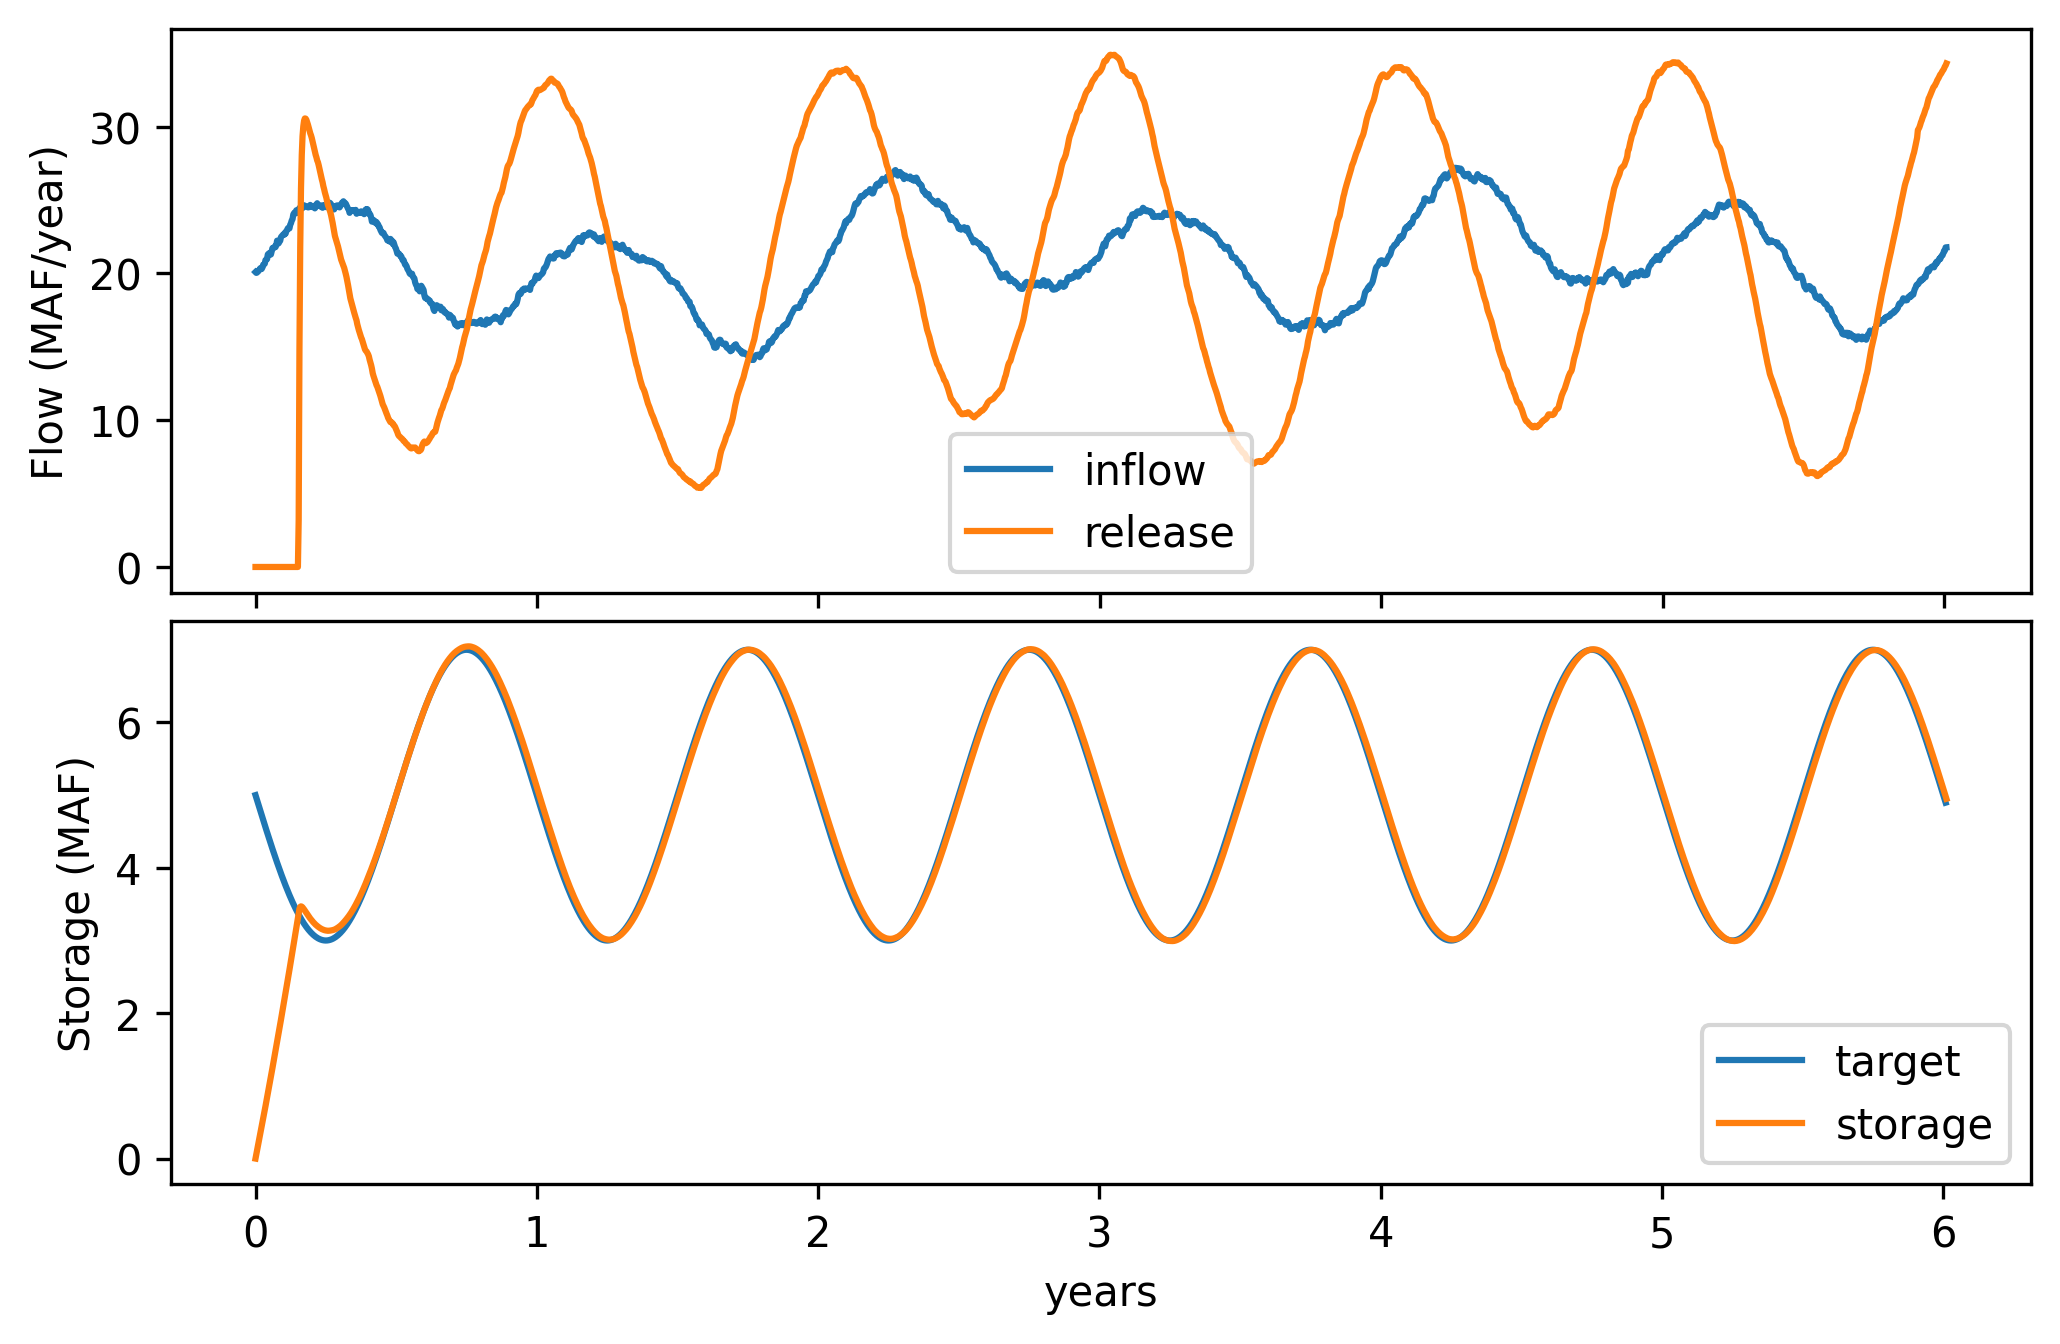 Flow (MAF/year)
30
20
10
0
inflow
release
Storage (MAF)
6
4
2
0
target
storage
0 1 2 3 4 5 6
years